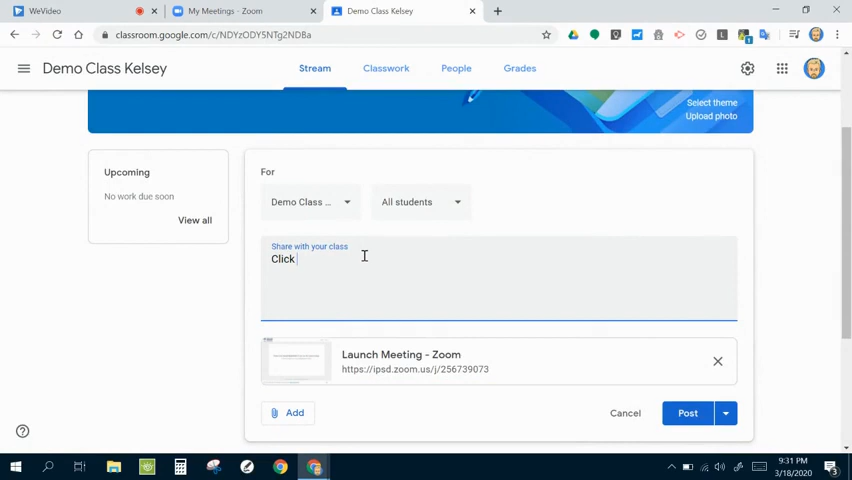 WeVideo
My Meetings - Zoom
Demo Class Kelsey
classroom.google.com/c/NDYzODY5NTg2NDBa
Demo Class Kelsey
Stream
Classwork
People
Grades
Select theme
Upload photo
Upcoming
No work due soon
View all
For
Demo Class ...
All students
Share with your class
Click
Launch Meeting - Zoom
https://ipsd.zoom.us/j/256739073
Add
Cancel
Post
9:31 PM
3/18/2020